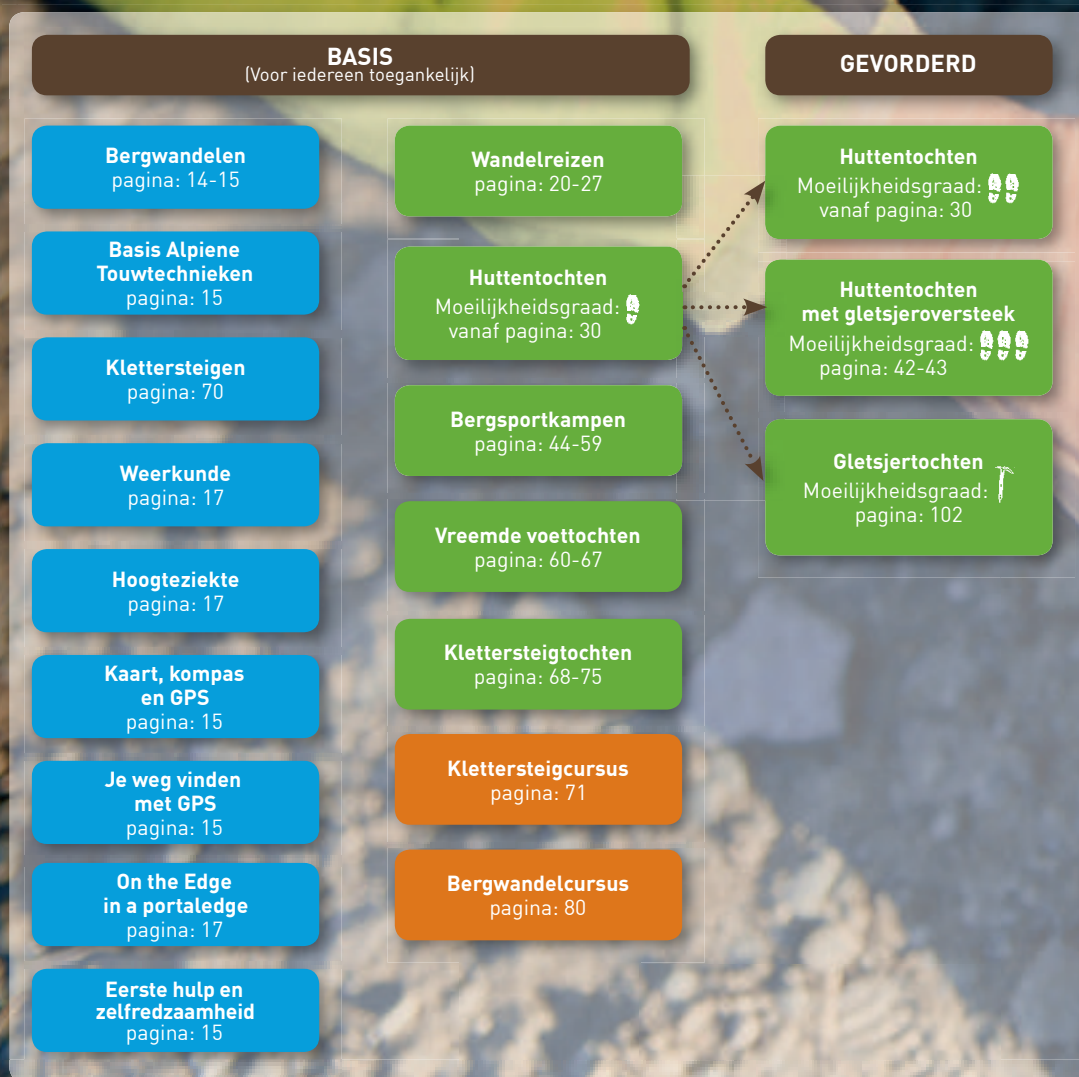 BASIS
(Voor iedereen toegankelijk)
Bergwandelen
pagina: 14-15
Basis Alpiene
Touwtechnieken
pagina: 15
Klettersteigen
pagina: 70
Weerkunde
pagina: 17
Hoogteziekte
pagina: 17
Kaart, kompas
en GPS
pagina: 15
Je weg vinden
met GPS
pagina: 15
On the Edge
in a portaledge
pagina: 17
Eerste hulp en
zelfredzaamheid
pagina: 15
Wandelreizen
pagina: 20-27
Huttentochten
Moeilijkheidsgraad:
vanaf pagina: 30
Bergsportkampen
pagina: 44-59
Vreemde voettochten
pagina: 60-67
Klettersteigtochten
pagina: 68-75
Klettersteigcursus
pagina: 71
Bergwandelcursus
pagina: 80
GEVORDERD
Huttentochten
Moeilijkheidsgraad:
vanaf pagina: 30
Huttentochten
met gletsjeroversteek
Moeilijkheidsgraad:
pagina: 42-43
Gletsjertochten
Moeilijkheidsgraad:
pagina: 102